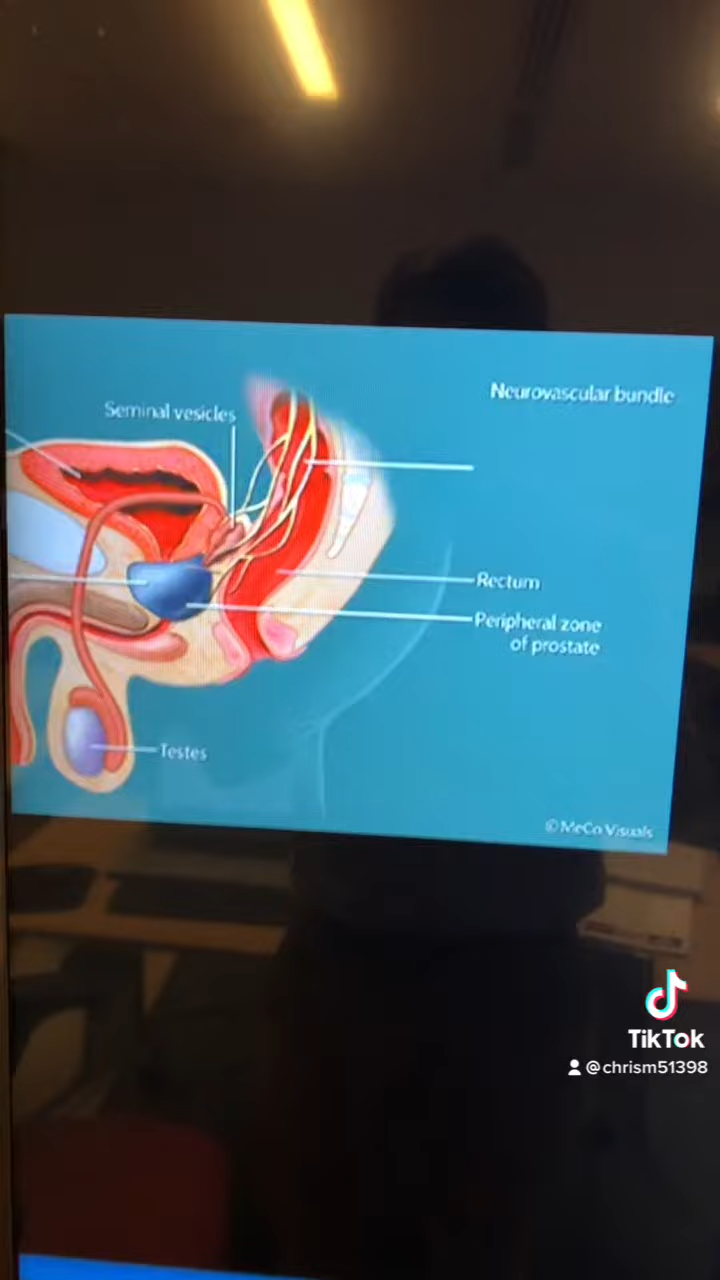 Neurovascular bundle
Seminal vesicles
Rectum
Peripheral zone
of prostate
Testes
© MeCo Visuals
TikTok
@chrism51398